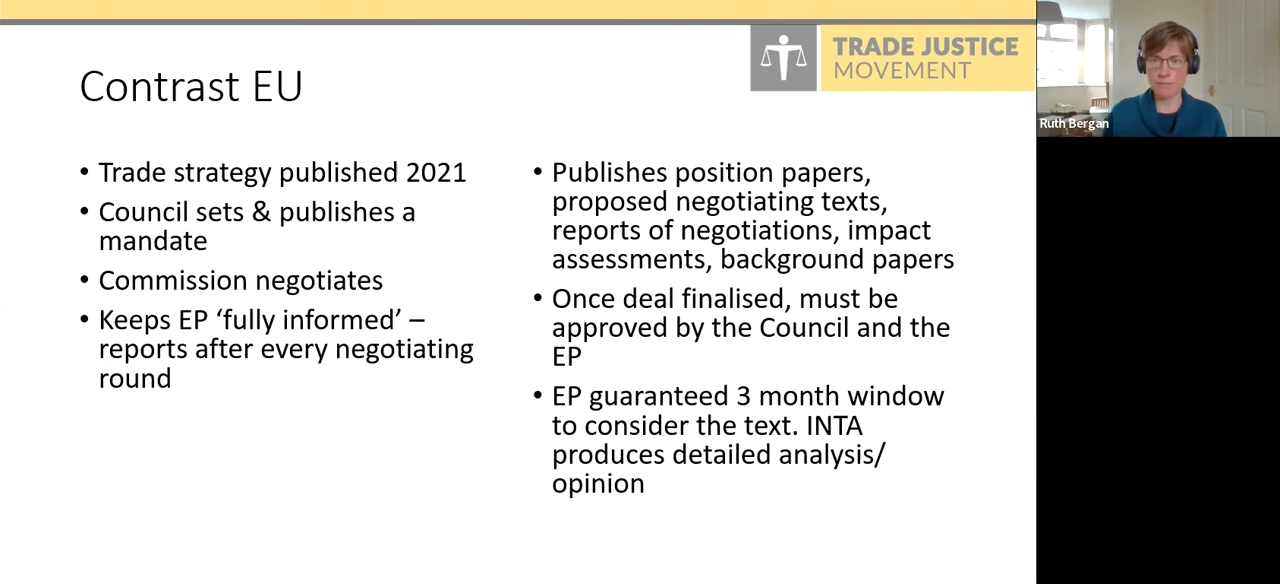 TRADE JUSTICE
MOVEMENT
Contrast EU
• Trade strategy published 2021
• Council sets & publishes a
mandate
• Commission negotiates
• Keeps EP ‘fully informed’ –
reports after every negotiating
round
• Publishes position papers,
proposed negotiating texts,
reports of negotiations, impact
assessments, background papers
• Once deal finalised, must be
approved by the Council and the
EP
• EP guaranteed 3 month window
to consider the text. INTA
produces detailed analysis/
opinion
Ruth Bergan